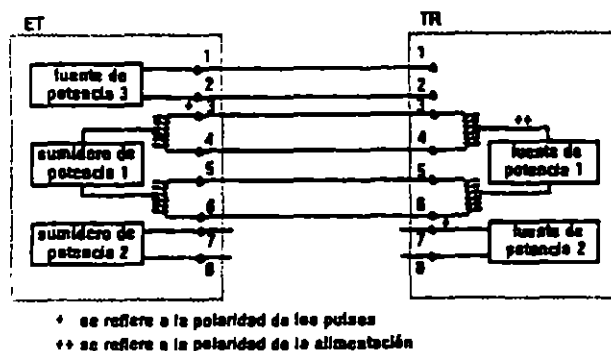 ET
TR
fuente de
potencia 3
sumidero de
potencia 1
sumidero de
potencia 2
1
2
3
4
5
6
7
8
+
1
2
3
4
5
6
7
8
+
++
fuente de
potencia 1
fuente de
potencia 2
+ se refiere a la polaridad de los pulsos
++ se refiere a la polaridad de la alimentación